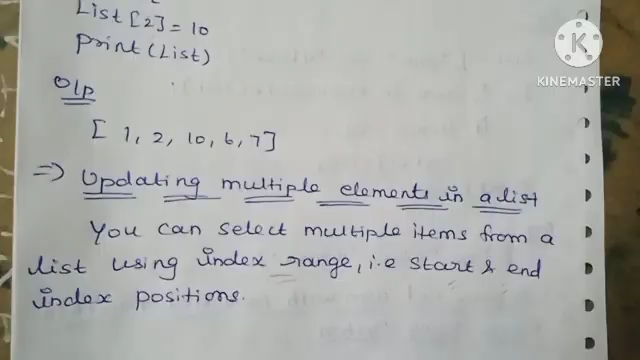 List[2]=10
print(List)
O/p
[ 1, 2, 10, 6, 7]
=> Updating multiple elements in a list
You can select multiple items from a
list using index range, i.e start & end
index positions.
K
KINEMASTER